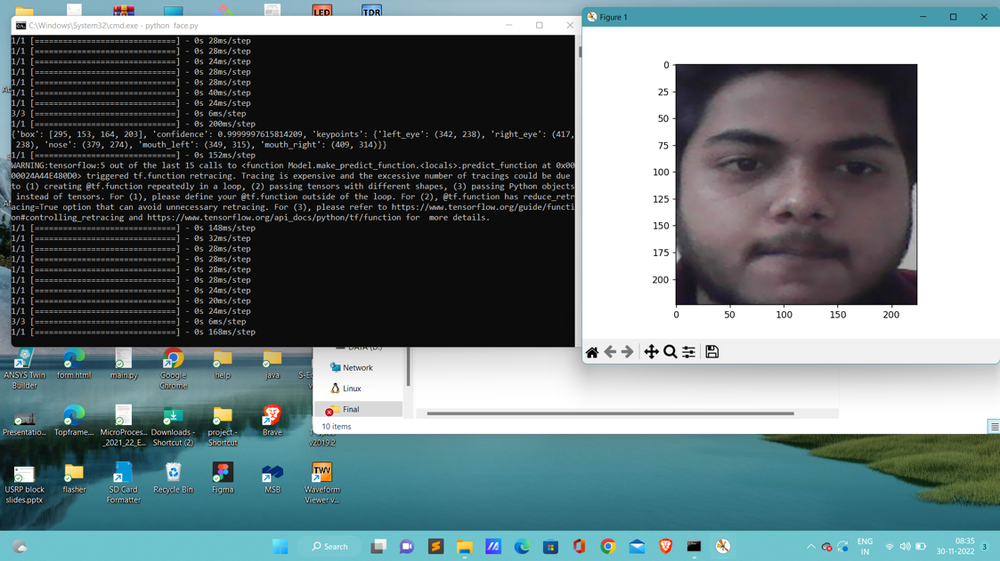 LED
TDR
C:\Windows\System32\cmd.exe - python face.py
1/1 [==============================] - 0s 28ms/step
1/1 [==============================] - 0s 28ms/step
1/1 [==============================] - 0s 24ms/step
1/1 [==============================] - 0s 28ms/step
1/1 [==============================] - 0s 28ms/step
1/1 [==============================] - 0s 40ms/step
1/1 [==============================] - 0s 24ms/step
3/3 [==============================] - 0s 6ms/step
1/1 [==============================] - 0s 200ms/step
{'box': [295, 153, 164, 203], 'confidence': 0.9999997615814209, 'keypoints': {'left_eye': (342, 238), 'right_eye': (417,
 238), 'nose': (379, 274), 'mouth_left': (349, 315), 'mouth_right': (409, 314)}}
1/1 [==============================] - 0s 152ms/step
WARNING:tensorflow:5 out of the last 15 calls to <function Model.make_predict_function.<locals>.predict_function at 0x00
00024A44E480D0> triggered tf.function retracing. Tracing is expensive and the excessive number of tracings could be due
to (1) creating @tf.function repeatedly in a loop, (2) passing tensors with different shapes, (3) passing Python objects
 instead of tensors. For (1), please define your @tf.function outside of the loop. For (2), @tf.function has reduce_retr
acing=True option that can avoid unnecessary retracing. For (3), please refer to https://www.tensorflow.org/guide/functi
on#controlling_retracing and https://www.tensorflow.org/api_docs/python/tf/function for  more details.
1/1 [==============================] - 0s 148ms/step
1/1 [==============================] - 0s 32ms/step
1/1 [==============================] - 0s 28ms/step
1/1 [==============================] - 0s 28ms/step
1/1 [==============================] - 0s 28ms/step
1/1 [==============================] - 0s 28ms/step
1/1 [==============================] - 0s 24ms/step
1/1 [==============================] - 0s 20ms/step
1/1 [==============================] - 0s 24ms/step
3/3 [==============================] - 0s 6ms/step
1/1 [==============================] - 0s 168ms/step
Figure 1
0
25
50
75
100
125
150
175
200
0 50 100 150 200
Network
Linux
Final
10 items
ANSYS Twin Builder
form.html
main.py
Google Chrome
help
java
Presentatio...
Topframe....
MicroProces... _2021_22_E...
Downloads - Shortcut (2)
project - Shortcut
Brave
v2019.2
USRP block slides.pptx
flasher
SD Card Formatter
Recycle Bin
Figma
MSB
TWV
Waveform Viewer v...
Search
ENG
IN
08:35
30-11-2022
3